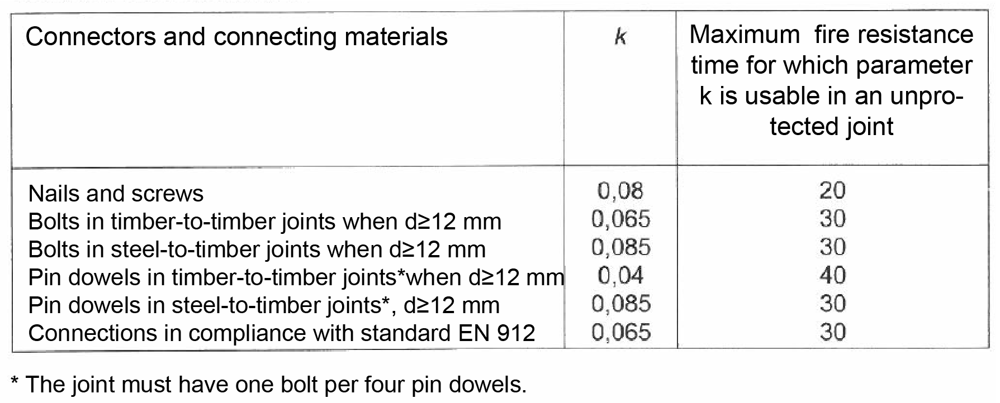 Connectors and connecting materials
k
Maximum fire resistance
time for which parameter
k is usable in an unpro-
tected joint
Nails and screws 0,08 20
Bolts in timber-to-timber joints when d≥12 mm 0,065 30
Bolts in steel-to-timber joints when d≥12 mm 0,085 30
Pin dowels in timber-to-timber joints*when d≥12 mm 0,04 40
Pin dowels in steel-to-timber joints*, d≥12 mm 0,085 30
Connections in compliance with standard EN 912 0,065 30
* The joint must have one bolt per four pin dowels.